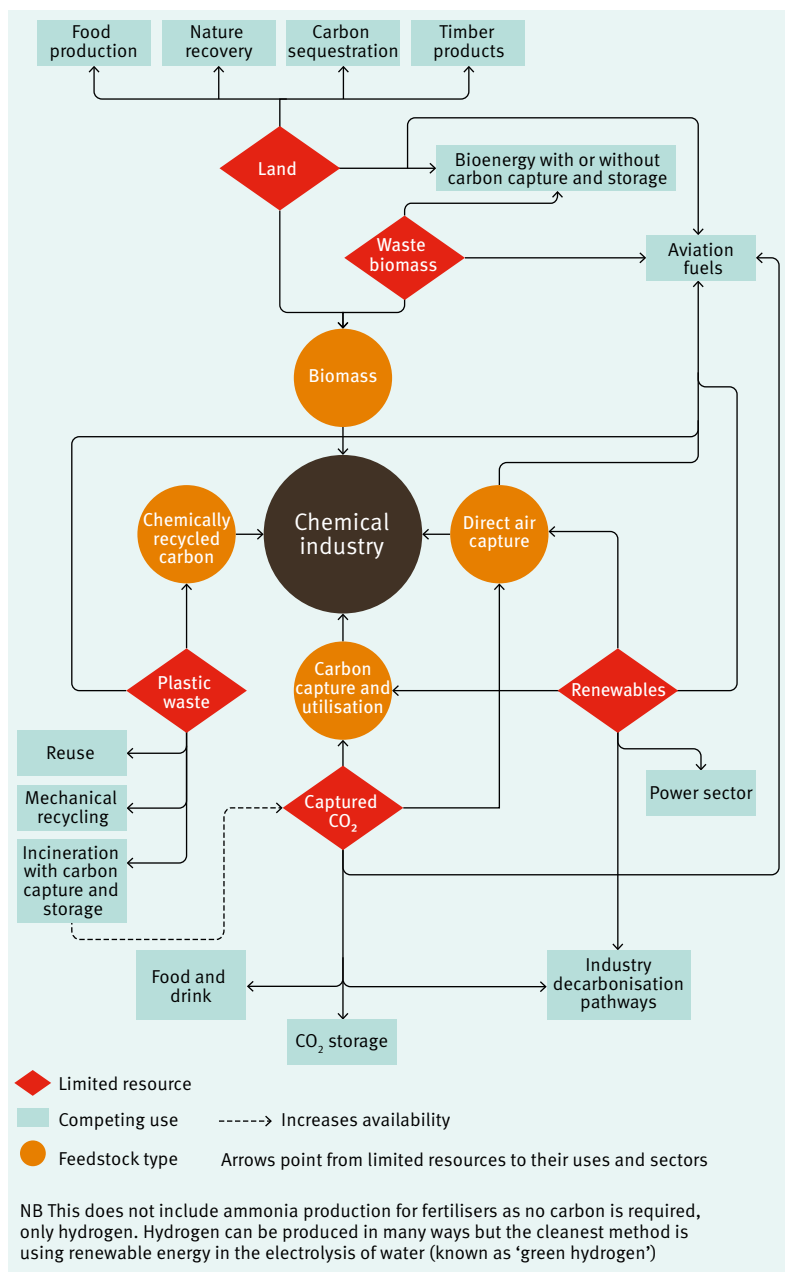 Food
production
Nature
recovery
Carbon
sequestration
Timber
products
Land
Bioenergy with or without
carbon capture and storage
Waste
biomass
Aviation
fuels
Biomass
Chemically
recycled
carbon
Chemical
industry
Direct air
capture
Plastic
waste
Carbon
capture and
utilisation
Renewables
Reuse
Mechanical
recycling
Incineration
with carbon
capture and
storage
Captured
CO₂
Power sector
Food and
drink
CO₂ storage
Industry
decarbonisation
pathways
Limited resource
Competing use
Increases availability
Feedstock type
Arrows point from limited resources to their uses and sectors
NB This does not include ammonia production for fertilisers as no carbon is required,
only hydrogen. Hydrogen can be produced in many ways but the cleanest method is
using renewable energy in the electrolysis of water (known as ‘green hydrogen’)